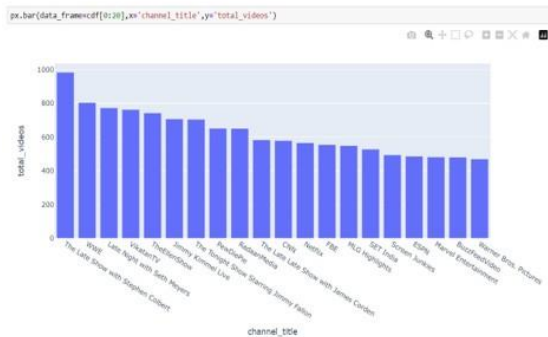 px.bar(data_frame=cdf[0:20],x='channel_title',y='total_videos')
1000
800
600
400
200
0
total_videos
The Late Show with Stephen Colbert
WWE
Late Night with Seth Meyers
VikatanTV
TheEllenShow
Jimmy Kimmel Live
The Tonight Show Starring Jimmy Fallon
PewDiePie
RadaanMedia
The Late Late Show with James Corden
CNN
Netflix
FBE
MLG Highlights
SET India
Screen Junkies
ESPN
Marvel Entertainment
BuzzFeedVideo
Warner Bros. Pictures
channel_title